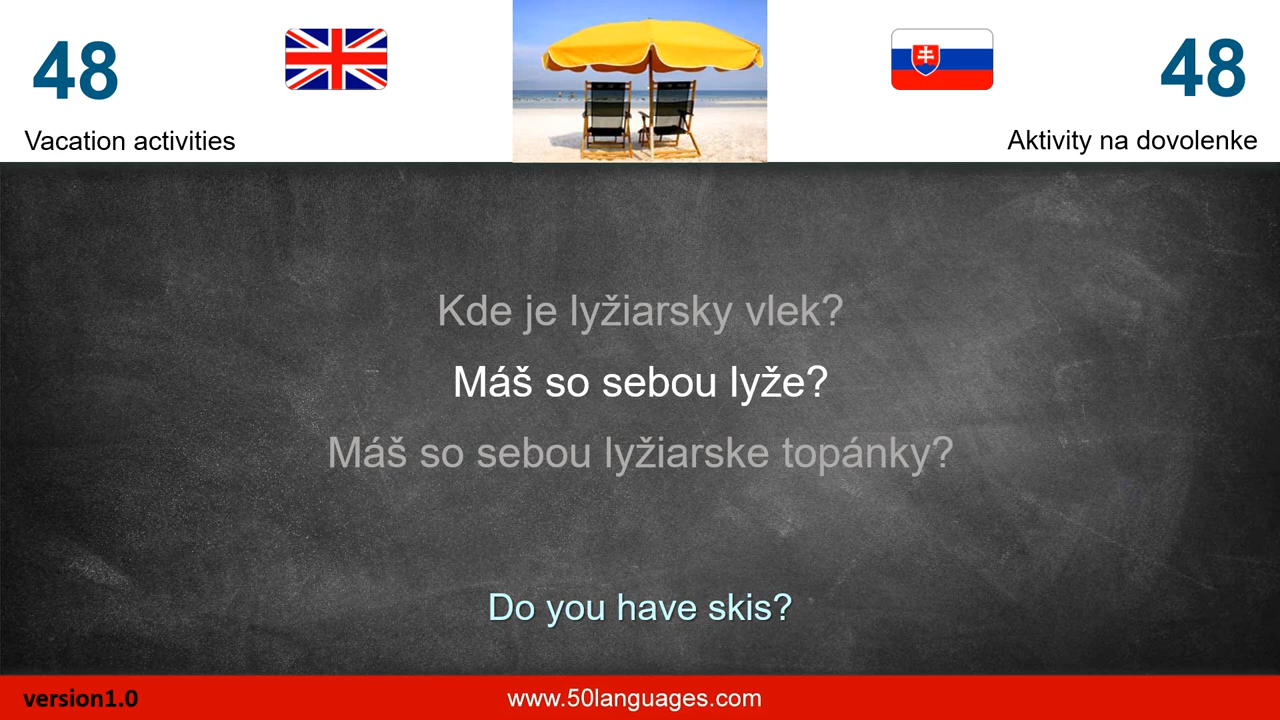 48
48
Vacation activities
Aktivity na dovolenke
Kde je lyžiarsky vlek?
Máš so sebou lyže?
Máš so sebou lyžiarske topánky?
Do you have skis?
version1.0
www.50languages.com